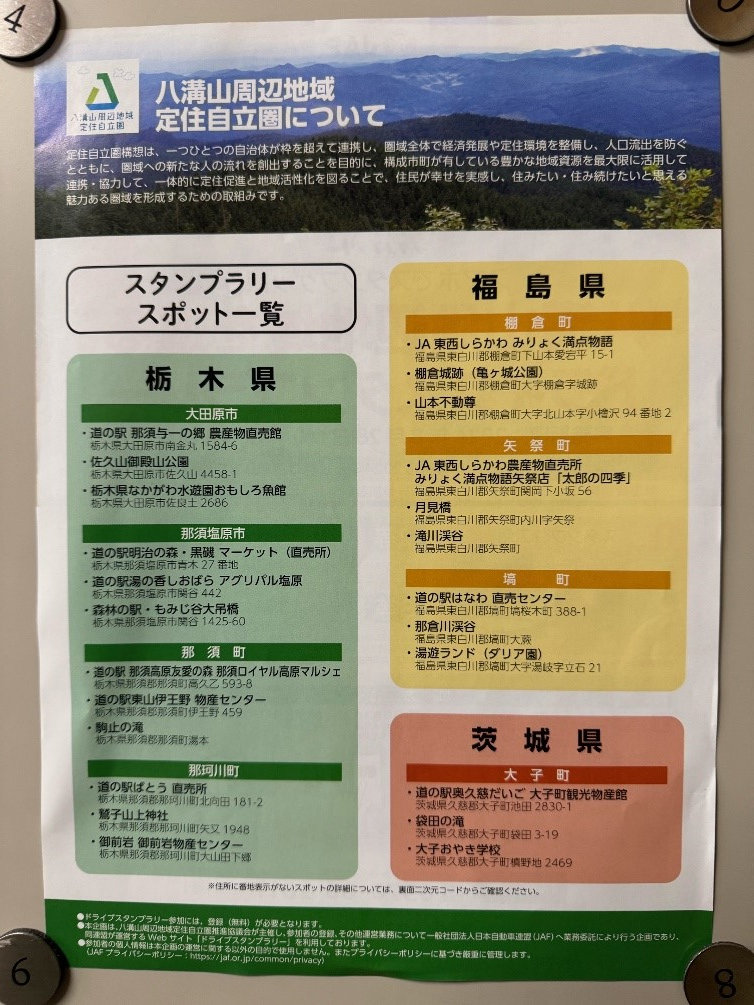 4
6
8
八溝山周辺地域
定住自立圏
八溝山周辺地域
定住自立圏について
定住自立圏構想は、一つひとつの自治体が枠を超えて連携し、圏域全体で経済発展や定住環境を整備し、人口流出を防ぐ
とともに、圏域への新たな人の流れを創出することを目的に、構成市町が有している豊かな地域資源を最大限に活用して
連携・協力して、一体的に定住促進と地域活性化を図ることで、住民が幸せを実感し、住みたい・住み続けたいと思える
魅力ある圏域を形成するための取組みです。
スタンプラリー
スポット一覧
栃木県
大田原市
・道の駅 那須与一の郷 農産物直売館
栃木県大田原市南金丸 1584-6
・佐久山御殿山公園
栃木県大田原市佐久山 4458-1
・栃木県なかがわ水遊園おもしろ魚館
栃木県大田原市佐良土 2686
那須塩原市
・道の駅明治の森・黒磯 マーケット（直売所）
栃木県那須塩原市青木 27 番地
・道の駅湯の香しおばら アグリパル塩原
栃木県那須塩原市関谷 442
・森林の駅・もみじ谷大吊橋
栃木県那須塩原市関谷 1425-60
那須町
・道の駅 那須高原友愛の森 那須ロイヤル高原マルシェ
栃木県那須郡那須町高久乙 593-8
・道の駅東山伊王野 物産センター
栃木県那須郡那須町伊王野 459
・駒止の滝
栃木県那須郡那須町湯本
那珂川町
・道の駅ばとう 直売所
栃木県那須郡那珂川町北向田 181-2
・鷲子山上神社
栃木県那須郡那珂川町矢又 1948
・御前岩 御前岩物産センター
栃木県那須郡那珂川町大山田下郷
福島県
棚倉町
・JA 東西しらかわ みりょく満点物語
福島県東白川郡棚倉町下山本愛宕平 15-1
・棚倉城跡（亀ヶ城公園）
福島県東白川郡棚倉町大字棚倉字城跡
・山本不動尊
福島県東白川郡棚倉町大字北山本字小檜沢 94 番地 2
矢祭町
・JA 東西しらかわ農産物直売所
みりょく満点物語矢祭店「太郎の四季」
福島県東白川郡矢祭町関岡下小坂 56
・月見橋
福島県東白川郡矢祭町内川字矢祭
・滝川渓谷
福島県東白川郡矢祭町
塙町
・道の駅はなわ 直売センター
福島県東白川郡塙町塙桜木町 388-1
・那倉川渓谷
福島県東白川郡塙町大蕨
・湯遊ランド（ダリア園）
福島県東白川郡塙町大字湯岐字立石 21
茨城県
大子町
・道の駅奥久慈だいご 大子町観光物産館
茨城県久慈郡大子町池田 2830-1
・袋田の滝
茨城県久慈郡大子町袋田 3-19
・大子おやき学校
茨城県久慈郡大子町槙野地 2469
※住所に番地表示がないスポットの詳細については、裏面二次元コードからご確認ください。
●ドライブスタンプラリー参加には、登録（無料）が必要となります。
●本企画は、八溝山周辺地域定住自立圏推進協議会が主催し、参加者の登録、その他運営業務について一般社団法人日本自動車連盟(JAF)へ業務委託により行う企画であり、
同連盟が運営する Web サイト「ドライブスタンプラリー」を利用しております。
●参加者の個人情報は本企画の運営に関する以外の目的で使用しません。またプライバシーポリシーに基づき厳重に管理します。
（JAF プライバシーポリシー：https://jaf.or.jp/common/privacy）